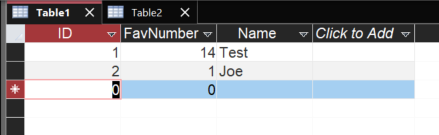 Table1 Table2
ID FavNumber Name Click to Add
1 14 Test
2 1 Joe
0 0